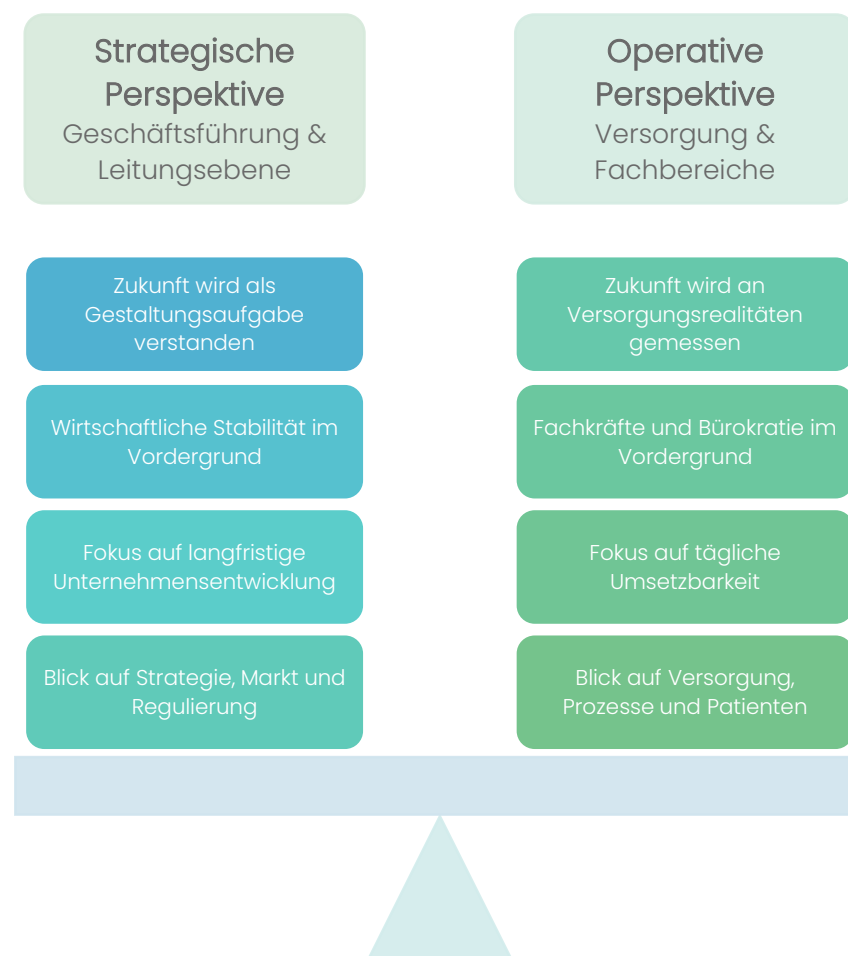 Strategische
Perspektive
Geschäftsführung &
Leitungsebene
Zukunft wird als
Gestaltungsaufgabe
verstanden
Wirtschaftliche Stabilität im
Vordergrund
Fokus auf langfristige
Unternehmensentwicklung
Blick auf Strategie, Markt und
Regulierung
Operative
Perspektive
Versorgung &
Fachbereiche
Zukunft wird an
Versorgungsrealitäten
gemessen
Fachkräfte und Bürokratie im
Vordergrund
Fokus auf tägliche
Umsetzbarkeit
Blick auf Versorgung,
Prozesse und Patienten